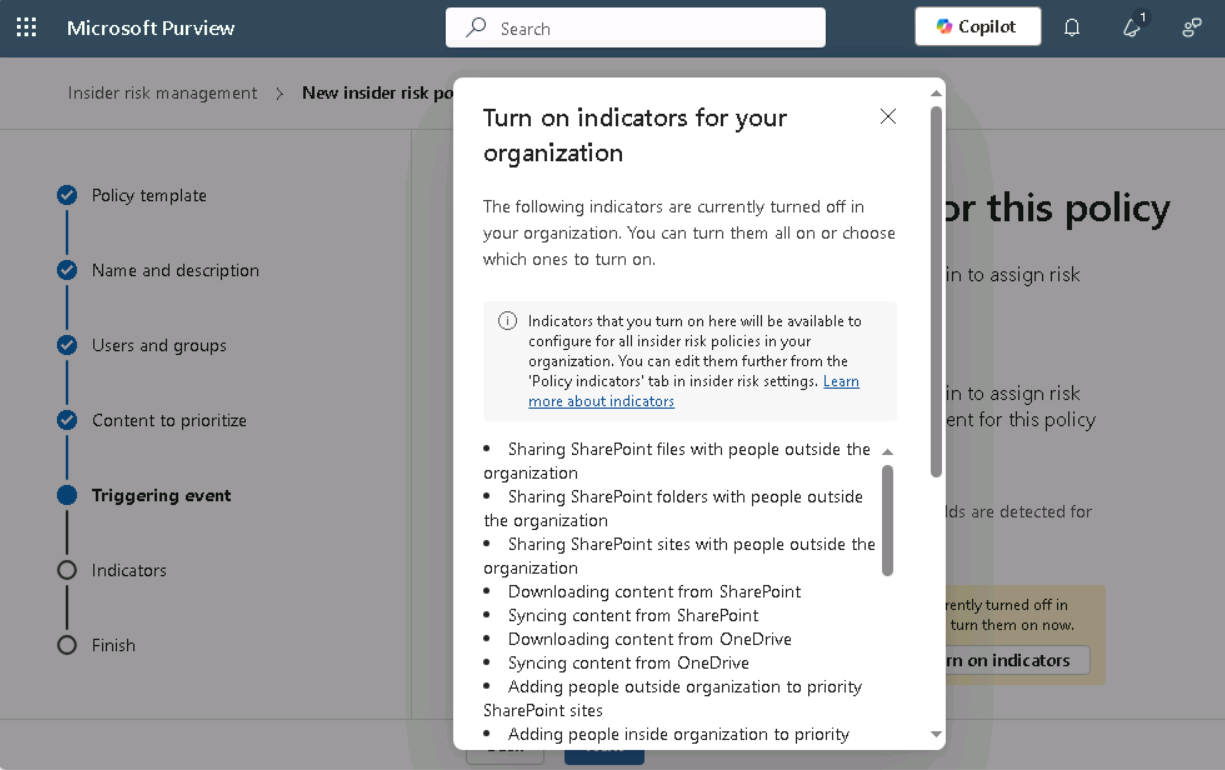 Microsoft Purview
Search
Copilot
1
Insider risk management > New insider risk po
Policy template
Name and description
Users and groups
Content to prioritize
Triggering event
Indicators
Finish
Turn on indicators for your
organization
The following indicators are currently turned off in
your organization. You can turn them all on or choose
which ones to turn on.
Indicators that you turn on here will be available to
configure for all insider risk policies in your
organization. You can edit them further from the
'Policy indicators' tab in insider risk settings. Learn
more about indicators
• Sharing SharePoint files with people outside the
organization
• Sharing SharePoint folders with people outside
the organization
• Sharing SharePoint sites with people outside the
organization
• Downloading content from SharePoint
• Syncing content from SharePoint
• Downloading content from OneDrive
• Syncing content from OneDrive
• Adding people outside organization to priority
SharePoint sites
• Adding people inside organization to priority
or this policy
in to assign risk
in to assign risk
ent for this policy
lds are detected for
rently turned off in
turn them on now.
rn on indicators